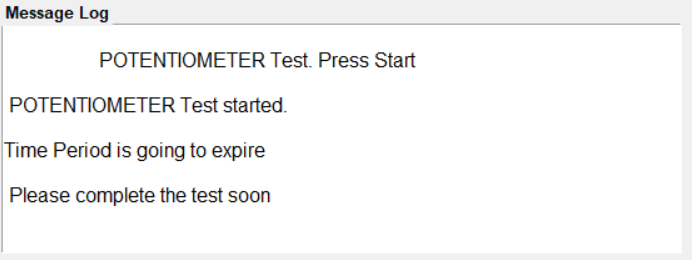 Message Log
POTENTIOMETER Test. Press Start
POTENTIOMETER Test started.
Time Period is going to expire
Please complete the test soon